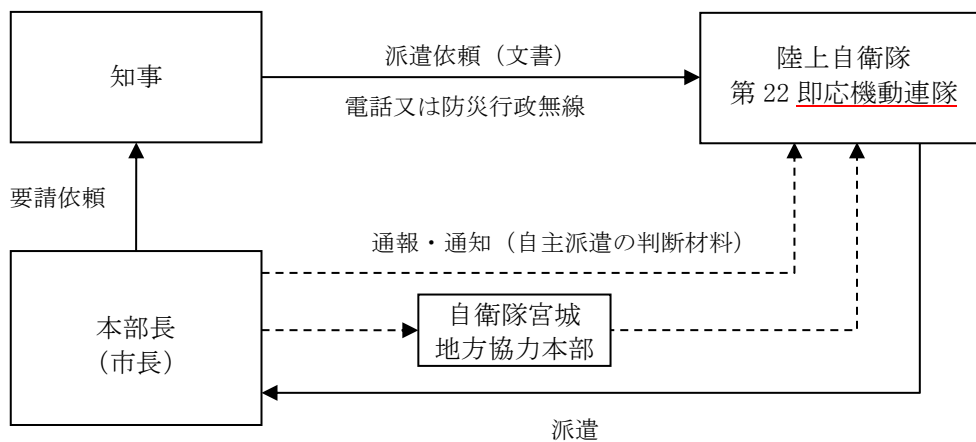 知事
派遣依頼（文書）
電話又は防災行政無線
陸上自衛隊
第 22 即応機動連隊
要請依頼
通報・通知（自主派遣の判断材料）
本部長
（市長）
自衛隊宮城
地方協力本部
派遣